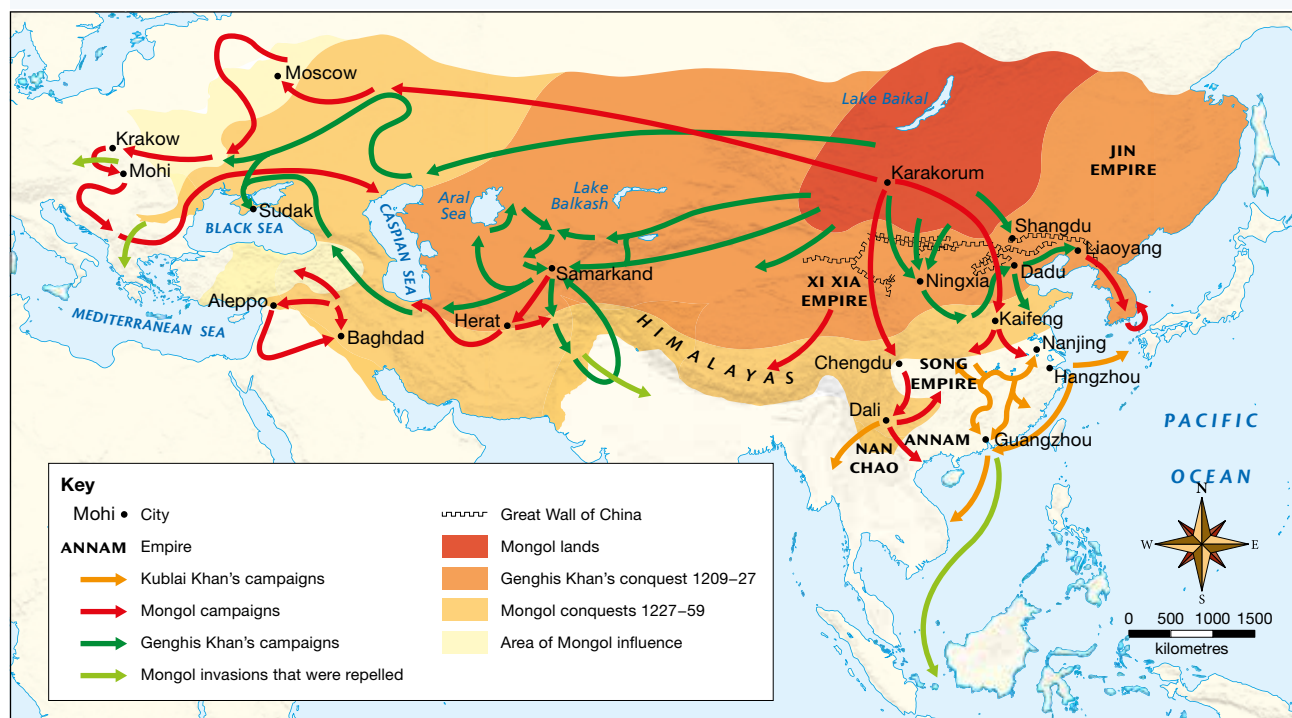 Moscow
Lake Baikal
Krakow
JIN
EMPIRE
Mohi
Karakorum
Aral
Sea
Lake
Balkash
Sudak
BLACK SEA
CASPIAN SEA
Shangdu
Liaoyang
Samarkand
Dadu
XI XIA
EMPIRE
Ningxia
Aleppo
MEDITERRANEAN SEA
Baghdad
Herat
HIMALAYAS
Kaifeng
Nanjing
Chengdu
SONG
EMPIRE
Hangzhou
Dali
ANNAM
Guangzhou
NAN
CHAO
PACIFIC
OCEAN
Key
Mohi City
ANNAM Empire
Kublai Khan's campaigns
Mongol campaigns
Genghis Khan's campaigns
Mongol invasions that were repelled
Great Wall of China
Mongol lands
Genghis Khan's conquest 1209–27
Mongol conquests 1227–59
Area of Mongol influence
N
W E
S
0 500 1000 1500
kilometres